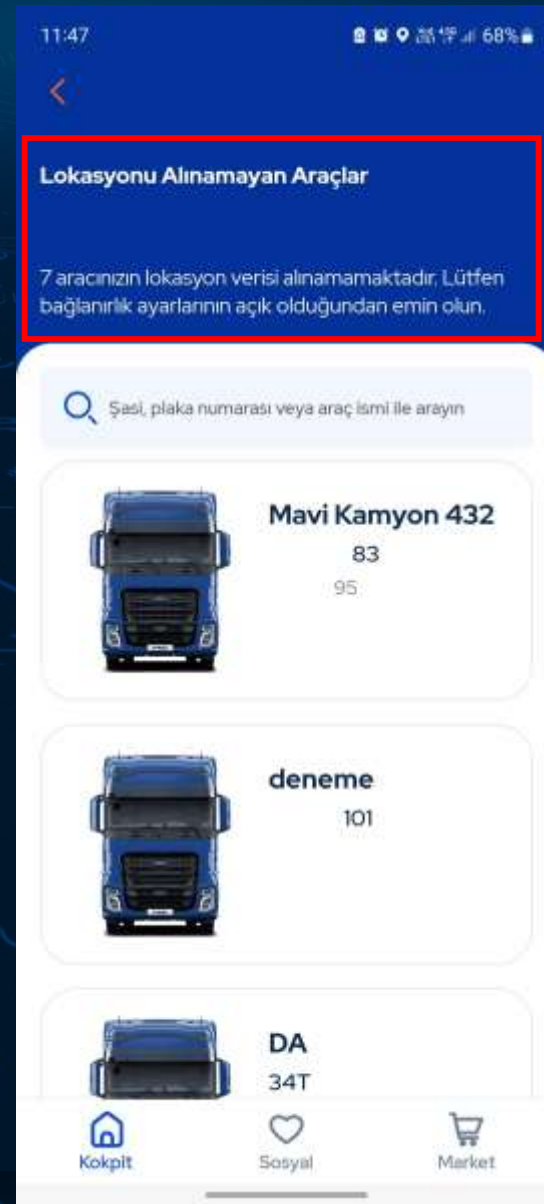 11:47
68%
Lokasyonu Alınamayan Araçlar
7 aracınızın lokasyon verisi alınamamaktadır. Lütfen
bağlanırlık ayarlarının açık olduğundan emin olun.
Şasi, plaka numarası veya araç ismi ile arayın
Mavi Kamyon 432
83
95
deneme
101
DA
34T
Kokpit
Sosyal
Market